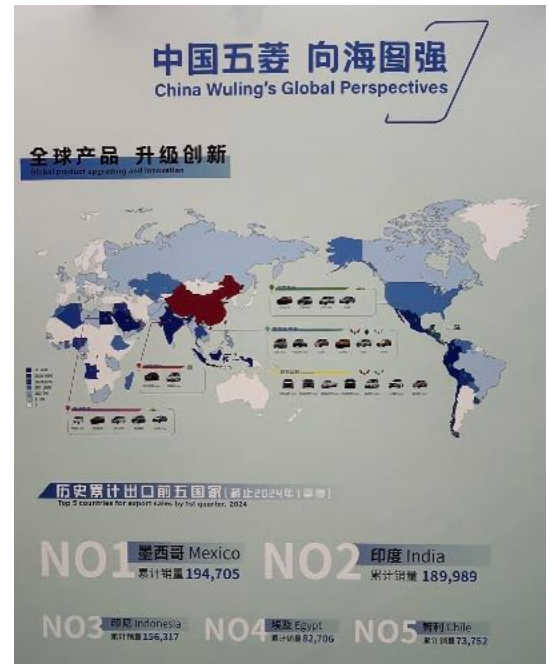 中国五菱 向海图强
China Wuling's Global Perspectives
全球产品 升级创新
Global product upgrading and innovation
历史累计出口前五国家(截止2024年1季度)
Top 5 countries for export sales by 1st quarter, 2024
NO1 墨西哥 Mexico
累计销量 194,705
NO2 印度 India
累计销量 189,989
NO3 印尼 Indonesia
累计销量 156,317
NO4 埃及 Egypt
累计销量 82,706
NO5 智利 Chile
累计销量 73,752